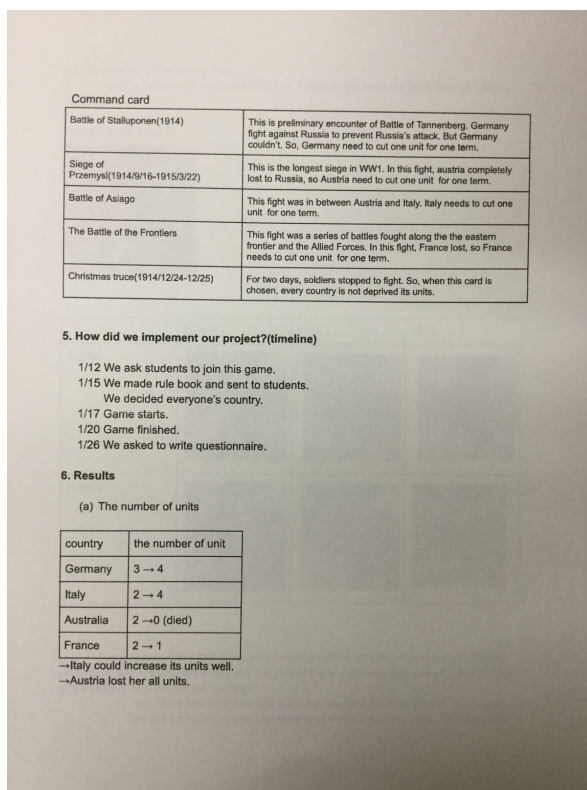 Command card
Battle of Stalluponen(1914)
This is preliminary encounter of Battle of Tannenberg. Germany
fight against Russia to prevent Russia's attack. But Germany
couldn't. So, Germany need to cut one unit for one term.
Siege of
Przemysl(1914/9/16-1915/3/22)
This is the longest siege in WW1. In this fight, austria completely
lost to Russia, so Austria need to cut one unit for one term.
Battle of Asiago
This fight was in between Austria and Italy. Italy needs to cut one
unit for one term.
The Battle of the Frontiers
This fight was a series of battles fought along the the eastern
frontier and the Allied Forces. In this fight, France lost, so France
needs to cut one unit for one term.
Christmas truce(1914/12/24-12/25)
For two days, soldiers stopped to fight. So, when this card is
chosen, every country is not deprived its units.
5. How did we implement our project?(timeline)
1/12 We ask students to join this game.
1/15 We made rule book and sent to students.
We decided everyone's country.
1/17 Game starts.
1/20 Game finished.
1/26 We asked to write questionnaire.
6. Results
(a) The number of units
country the number of unit
Germany 3→4
Italy 2→4
Australia 2→0 (died)
France 2→1
→Italy could increase its units well.
→Austria lost her all units.